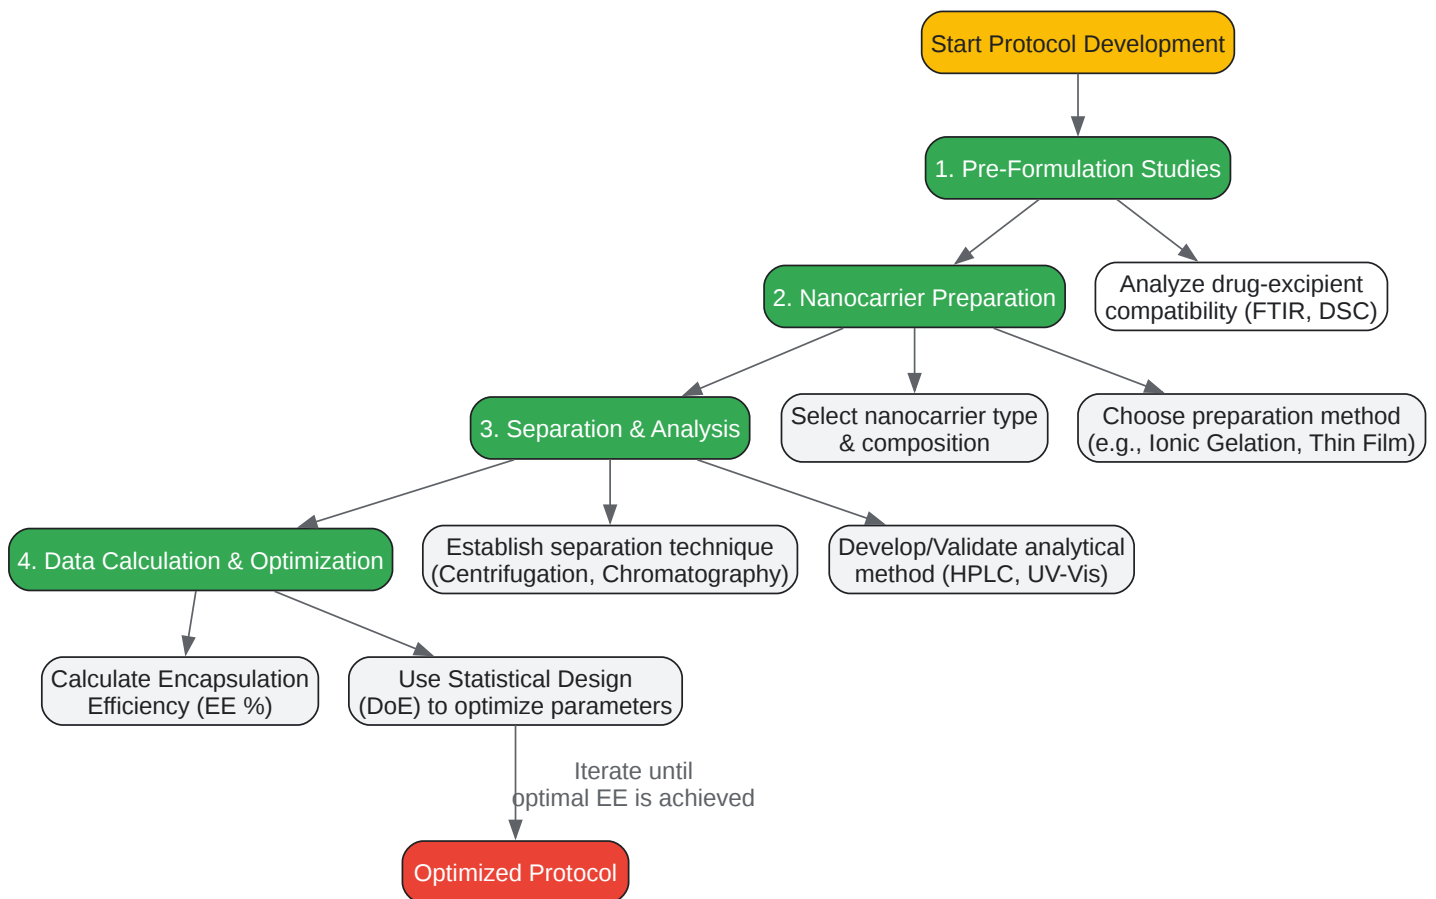 Start Protocol Development
1. Pre-Formulation Studies
2. Nanocarrier Preparation
Analyze drug-excipient
compatibility (FTIR, DSC)
3. Separation & Analysis
Select nanocarrier type
& composition
Choose preparation method
(e.g., Ionic Gelation, Thin Film)
4. Data Calculation & Optimization
Establish separation technique
(Centrifugation, Chromatography)
Develop/Validate analytical
method (HPLC, UV-Vis)
Calculate Encapsulation
Efficiency (EE %)
Use Statistical Design
(DoE) to optimize parameters
Iterate until
optimal EE is achieved
Optimized Protocol